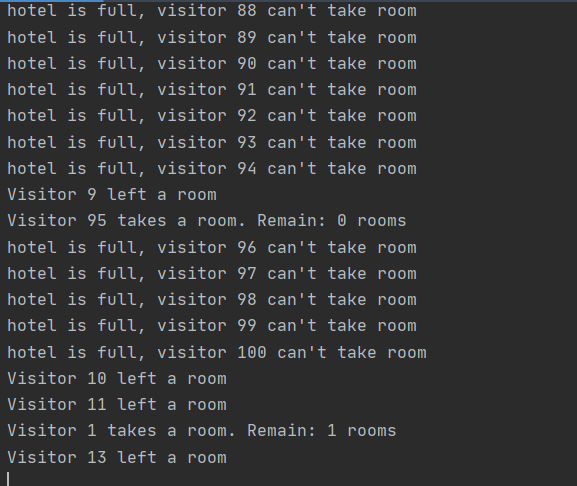 hotel is full, visitor 88 can't take room
hotel is full, visitor 89 can't take room
hotel is full, visitor 90 can't take room
hotel is full, visitor 91 can't take room
hotel is full, visitor 92 can't take room
hotel is full, visitor 93 can't take room
hotel is full, visitor 94 can't take room
Visitor 9 left a room
Visitor 95 takes a room. Remain: 0 rooms
hotel is full, visitor 96 can't take room
hotel is full, visitor 97 can't take room
hotel is full, visitor 98 can't take room
hotel is full, visitor 99 can't take room
hotel is full, visitor 100 can't take room
Visitor 10 left a room
Visitor 11 left a room
Visitor 1 takes a room. Remain: 1 rooms
Visitor 13 left a room